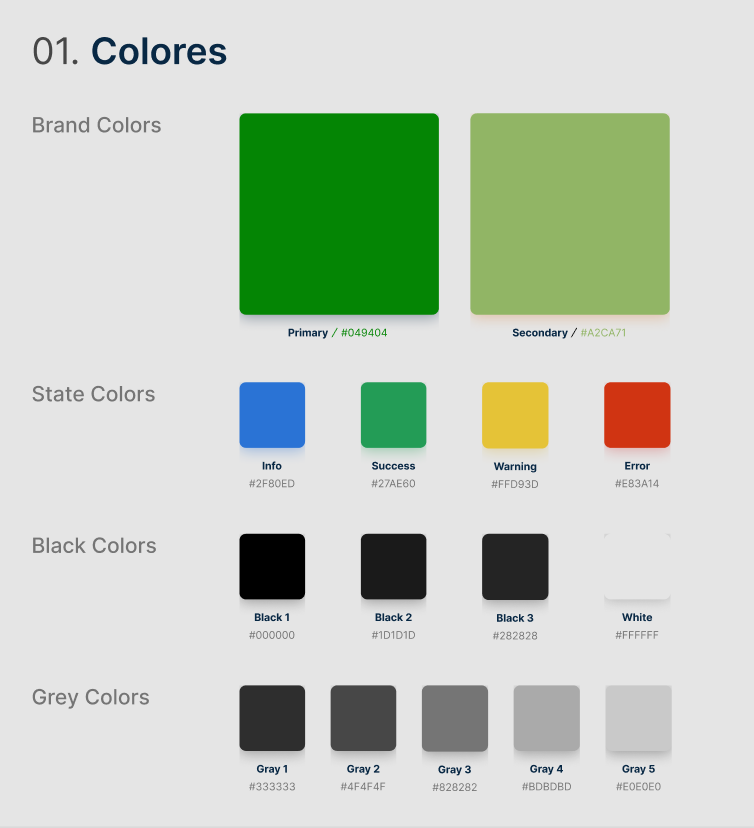 01. Colores
Brand Colors
Primary / #049404
Secondary / #A2CA71
State Colors
Info
#2F80ED
Success
#27AE60
Warning
#FFD93D
Error
#E83A14
Black Colors
Black 1
#000000
Black 2
#1D1D1D
Black 3
#282828
White
#FFFFFF
Grey Colors
Gray 1
#333333
Gray 2
#4F4F4F
Gray 3
#828282
Gray 4
#BDBDBD
Gray 5
#E0E0E0